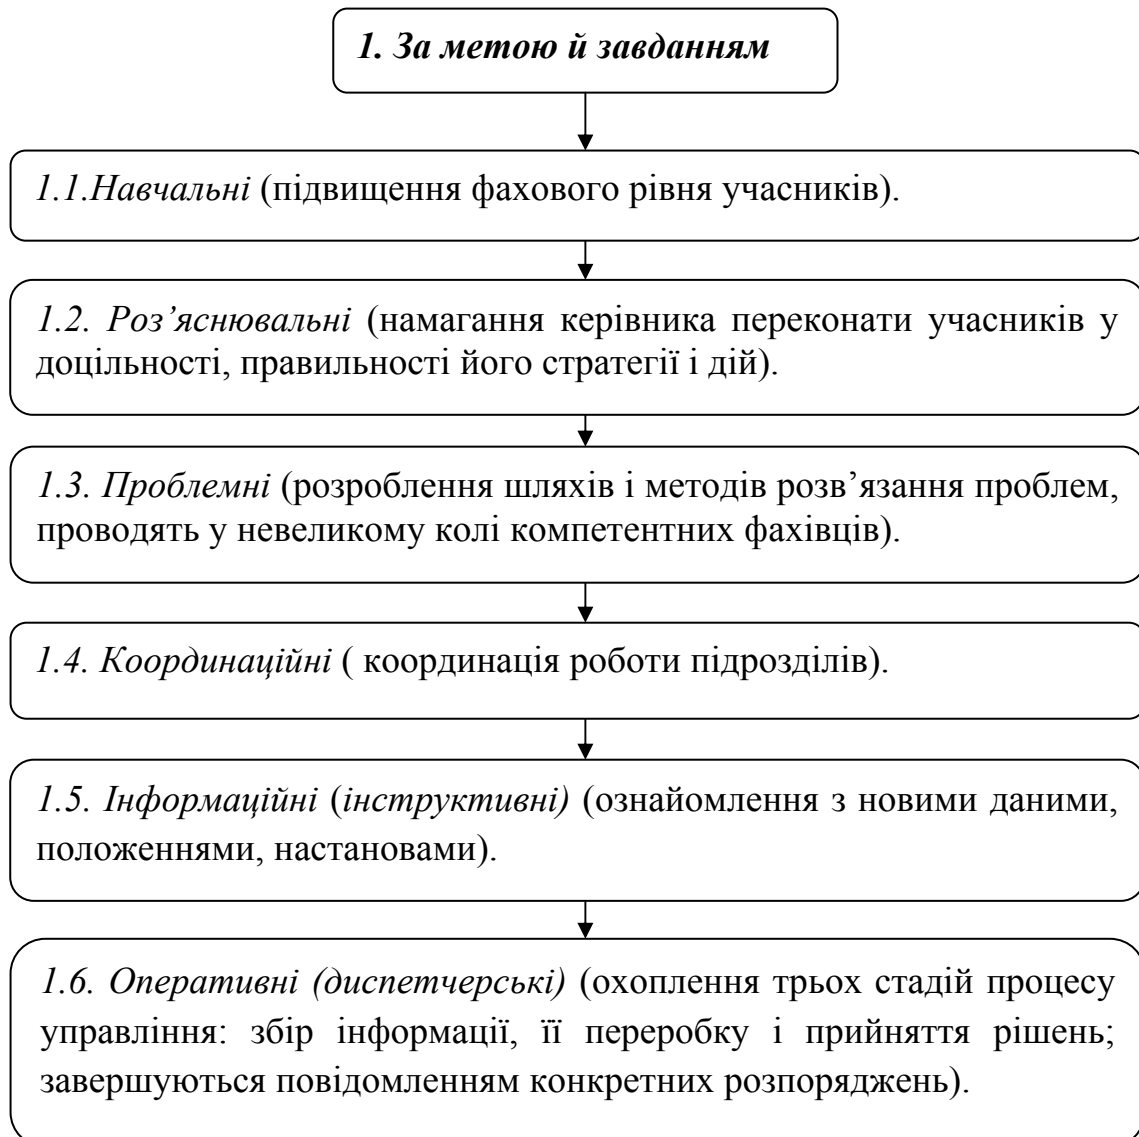 1. За метою й завданням
1.1.Навчальні (підвищення фахового рівня учасників).
1.2. Роз’яснювальні (намагання керівника переконати учасників у
доцільності, правильності його стратегії і дій).
1.3. Проблемні (розроблення шляхів і методів розв’язання проблем,
проводять у невеликому колі компетентних фахівців).
1.4. Координаційні ( координація роботи підрозділів).
1.5. Інформаційні (інструктивні) (ознайомлення з новими даними,
положеннями, настановами).
1.6. Оперативні (диспетчерські) (охоплення трьох стадій процесу
управління: збір інформації, її переробку і прийняття рішень;
завершуються повідомленням конкретних розпоряджень).